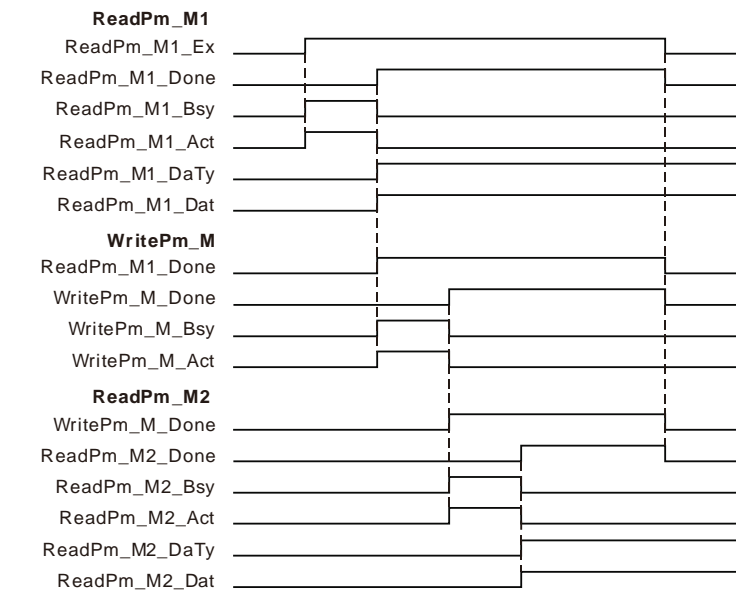 ReadPm_M1
ReadPm_M1_Ex
ReadPm_M1_Done
ReadPm_M1_Bsy
ReadPm_M1_Act
ReadPm_M1_DaTy
ReadPm_M1_Dat
WritePm_M
ReadPm_M1_Done
WritePm_M_Done
WritePm_M_Bsy
WritePm_M_Act
ReadPm_M2
WritePm_M_Done
ReadPm_M2_Done
ReadPm_M2_Bsy
ReadPm_M2_Act
ReadPm_M2_DaTy
ReadPm_M2_Dat